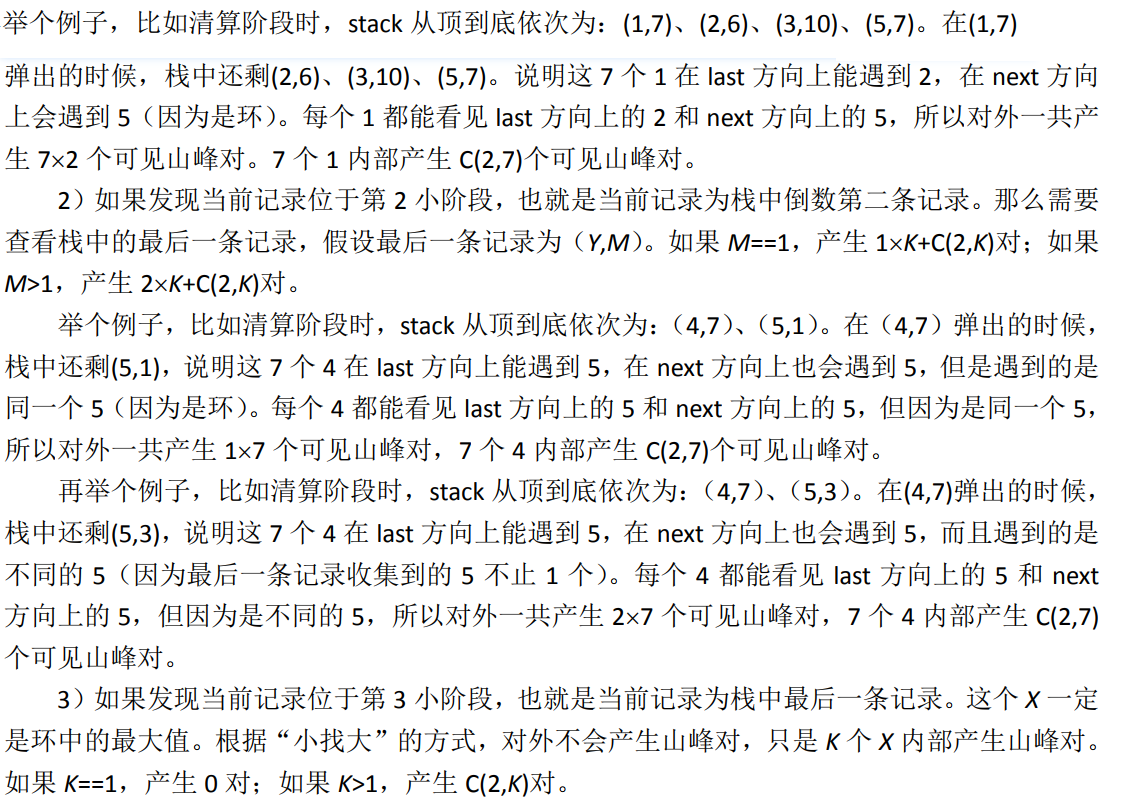 举个例子，比如清算阶段时，stack 从顶到底依次为：(1,7)、(2,6)、(3,10)、(5,7)。在(1,7)
弹出的时候，栈中还剩(2,6)、(3,10)、(5,7)。说明这 7 个 1 在 last 方向上能遇到 2，在 next 方向
上会遇到 5（因为是环）。每个 1 都能看见 last 方向上的 2 和 next 方向上的 5，所以对外一共产
生 7×2 个可见山峰对。7 个 1 内部产生 C(2,7)个可见山峰对。
2）如果发现当前记录位于第 2 小阶段，也就是当前记录为栈中倒数第二条记录。那么需要
查看栈中的最后一条记录，假设最后一条记录为（Y,M）。如果 M==1，产生 1×K+C(2,K)对；如果
M>1，产生 2×K+C(2,K)对。
举个例子，比如清算阶段时，stack 从顶到底依次为：（4,7）、（5,1）。在（4,7）弹出的时候，
栈中还剩(5,1)，说明这 7 个 4 在 last 方向上能遇到 5，在 next 方向上也会遇到 5，但是遇到的是
同一个 5（因为是环）。每个 4 都能看见 last 方向上的 5 和 next 方向上的 5，但因为是同一个 5，
所以对外一共产生 1×7 个可见山峰对，7 个 4 内部产生 C(2,7)个可见山峰对。
再举个例子，比如清算阶段时，stack 从顶到底依次为：（4,7）、（5,3）。在(4,7)弹出的时候，
栈中还剩(5,3)，说明这 7 个 4 在 last 方向上能遇到 5，在 next 方向上也会遇到 5，而且遇到的是
不同的 5（因为最后一条记录收集到的 5 不止 1 个）。每个 4 都能看见 last 方向上的 5 和 next
方向上的 5，但因为是不同的 5，所以对外一共产生 2×7 个可见山峰对，7 个 4 内部产生 C(2,7)
个可见山峰对。
3）如果发现当前记录位于第 3 小阶段，也就是当前记录为栈中最后一条记录。这个 X 一定
是环中的最大值。根据“小找大”的方式，对外不会产生山峰对，只是 K 个 X 内部产生山峰对。
如果 K==1，产生 0 对；如果 K>1，产生 C(2,K)对。